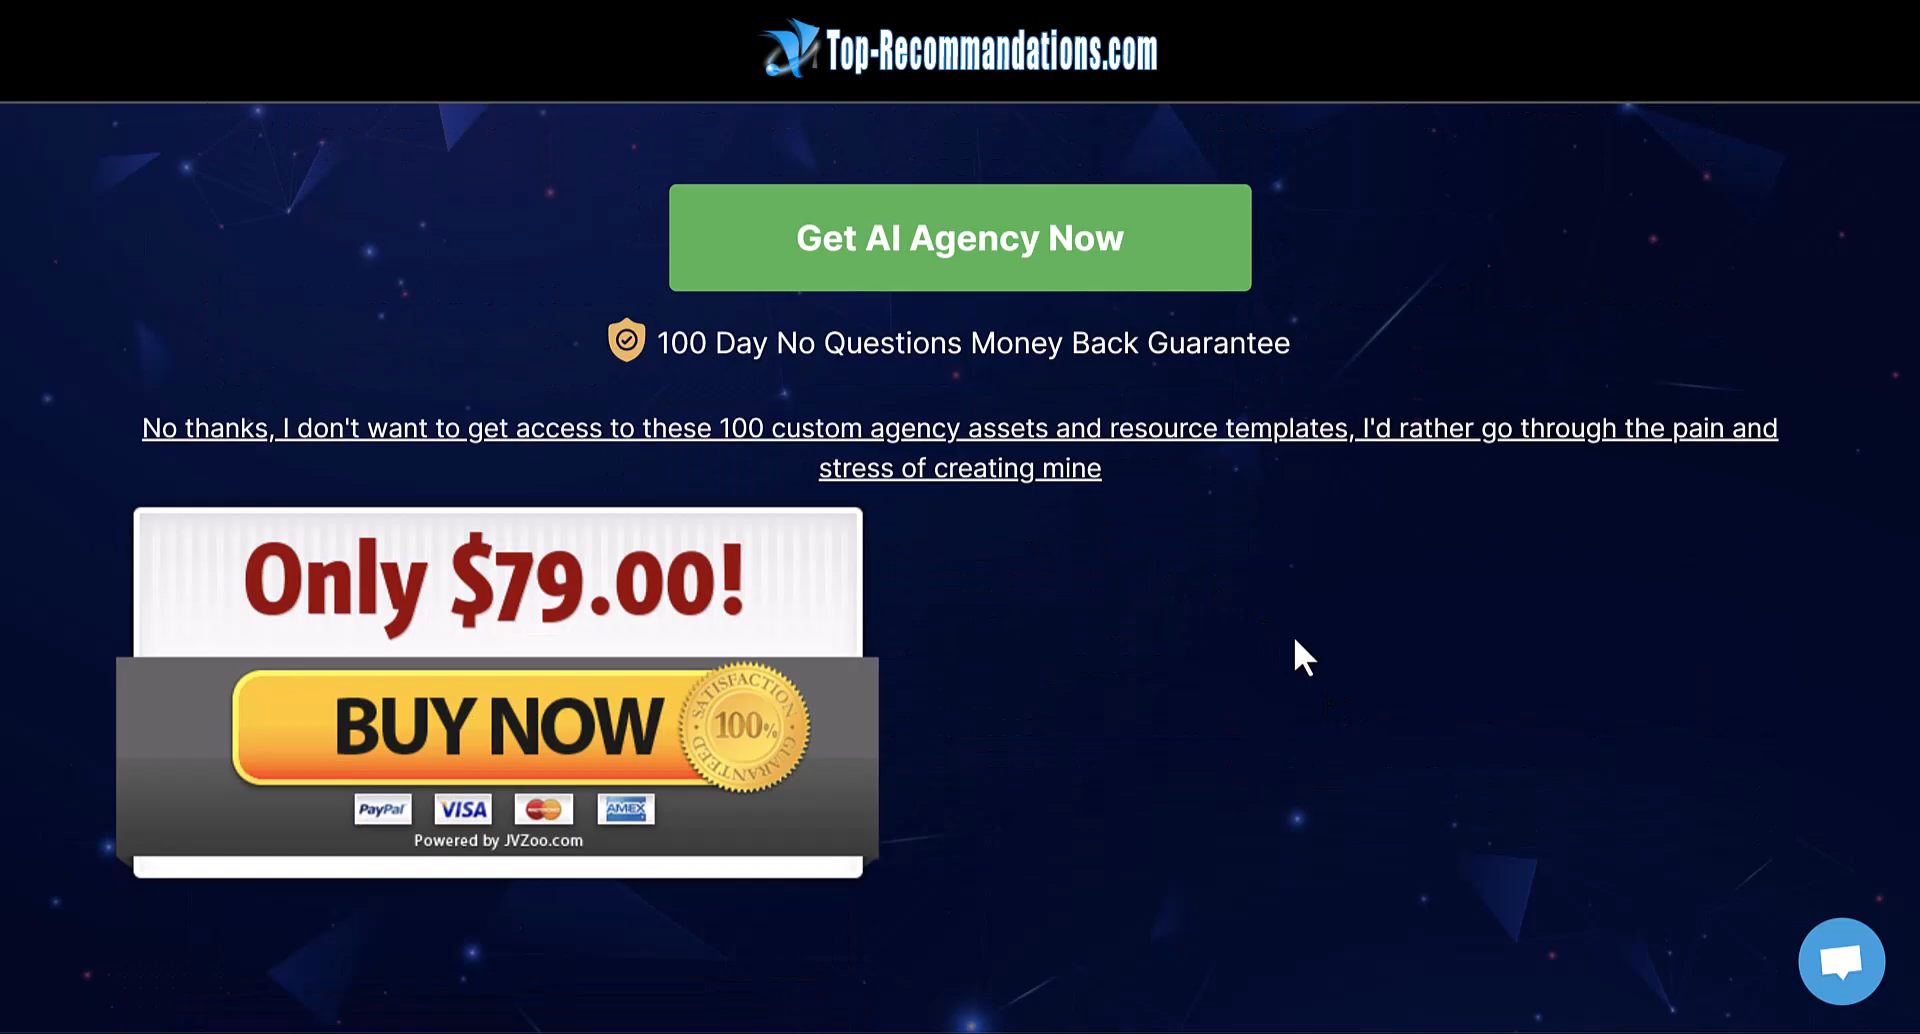 Top-Recommandations.com
Get AI Agency Now
100 Day No Questions Money Back Guarantee
No thanks, I don't want to get access to these 100 custom agency assets and resource templates, I'd rather go through the pain and
stress of creating mine
Only $79.00!
BUY NOW
SATISFACTION
100%
GUARANTEED
PayPal VISA MasterCard AMEX
Powered by JVZoo.com